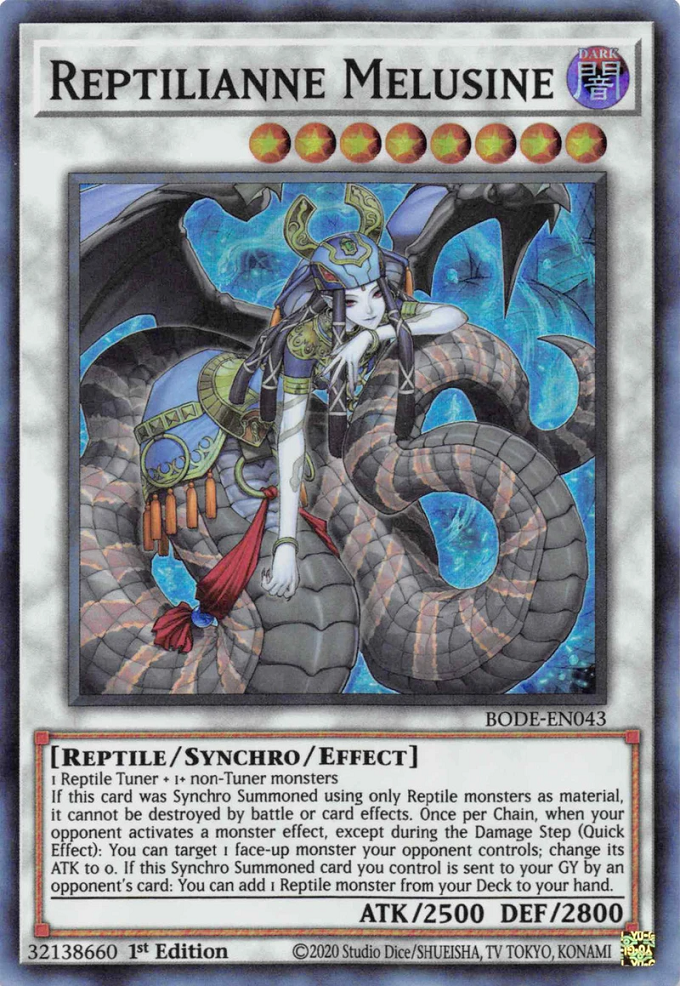 REPTILIANNE MELUSINE
DARK
闇
BODE-EN043
[REPTILE/SYNCHRO/EFFECT]
1 Reptile Tuner + 1+ non-Tuner monsters
If this card was Synchro Summoned using only Reptile monsters as material,
it cannot be destroyed by battle or card effects. Once per Chain, when your
opponent activates a monster effect, except during the Damage Step (Quick
Effect): You can target 1 face-up monster your opponent controls; change its
ATK to 0. If this Synchro Summoned card you control is sent to your GY by an
opponent's card: You can add 1 Reptile monster from your Deck to your hand.
ATK/2500 DEF/2800
32138660 1st Edition ©2020 Studio Dice/SHUEISHA, TV TOKYO, KONAMI